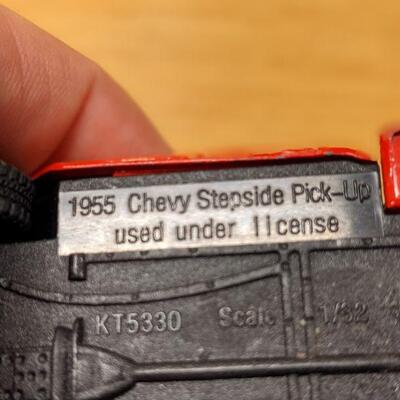 1955 Chevy Stepside Pick-Up
used under license
KT5330 Scale 1/32